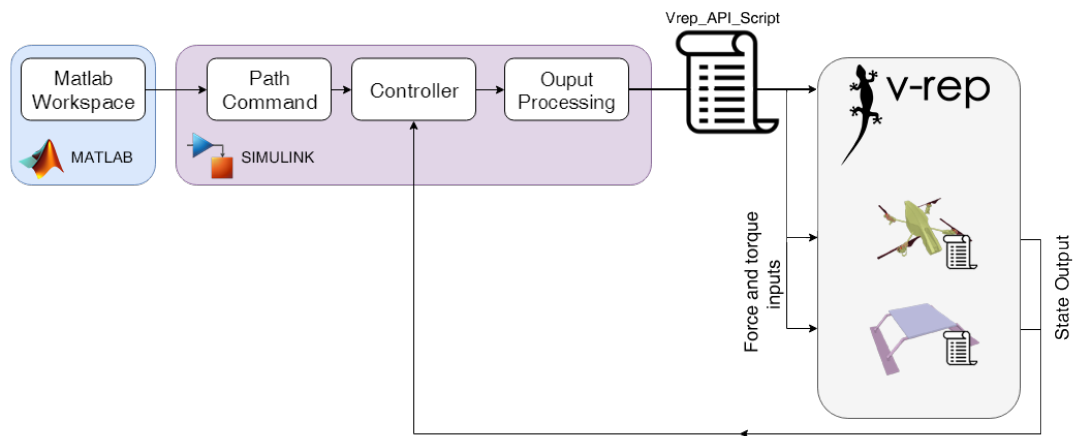 Vrep_API_Script
Matlab
Workspace
Path
Command
Controller
Ouput
Processing
v-rep
MATLAB
SIMULINK
Force and torque
inputs
State Output